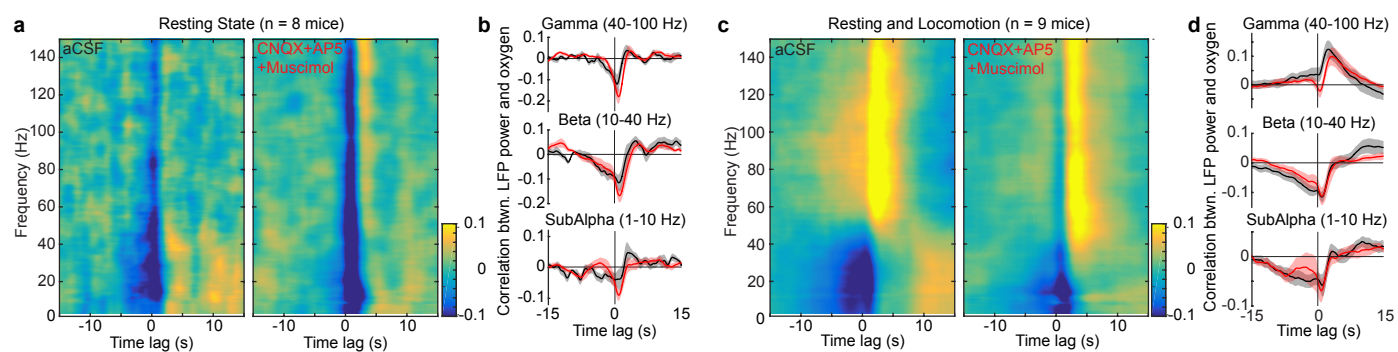 a
Resting State (n = 8 mice)
aCSF
CNQX+AP5
+Muscimol
Frequency (Hz)
150
140
120
100
80
60
40
20
0
-10 0 10
-10 0 10
Time lag (s)
Time lag (s)
0.1
0
-0.1
b
Correlation btwn. LFP power and oxygen
Gamma (40-100 Hz)
0.1
0
-0.1
-0.2
Beta (10-40 Hz)
0.1
0
-0.1
-0.2
SubAlpha (1-10 Hz)
0.1
0
-0.1
-15 0 15
Time lag (s)
c
Resting and Locomotion (n = 9 mice)
aCSF
CNQX+AP5
+Muscimol
Frequency (Hz)
140
120
100
80
60
40
20
0
-10 0 10
-10 0 10
Time lag (s)
Time lag (s)
0.1
0
-0.1
d
Correlation btwn. LFP power and oxygen
Gamma (40-100 Hz)
0.1
0
Beta (10-40 Hz)
0.1
0
-0.1
SubAlpha (1-10 Hz)
0.1
0
-0.1
-15 0 15
Time lag (s)